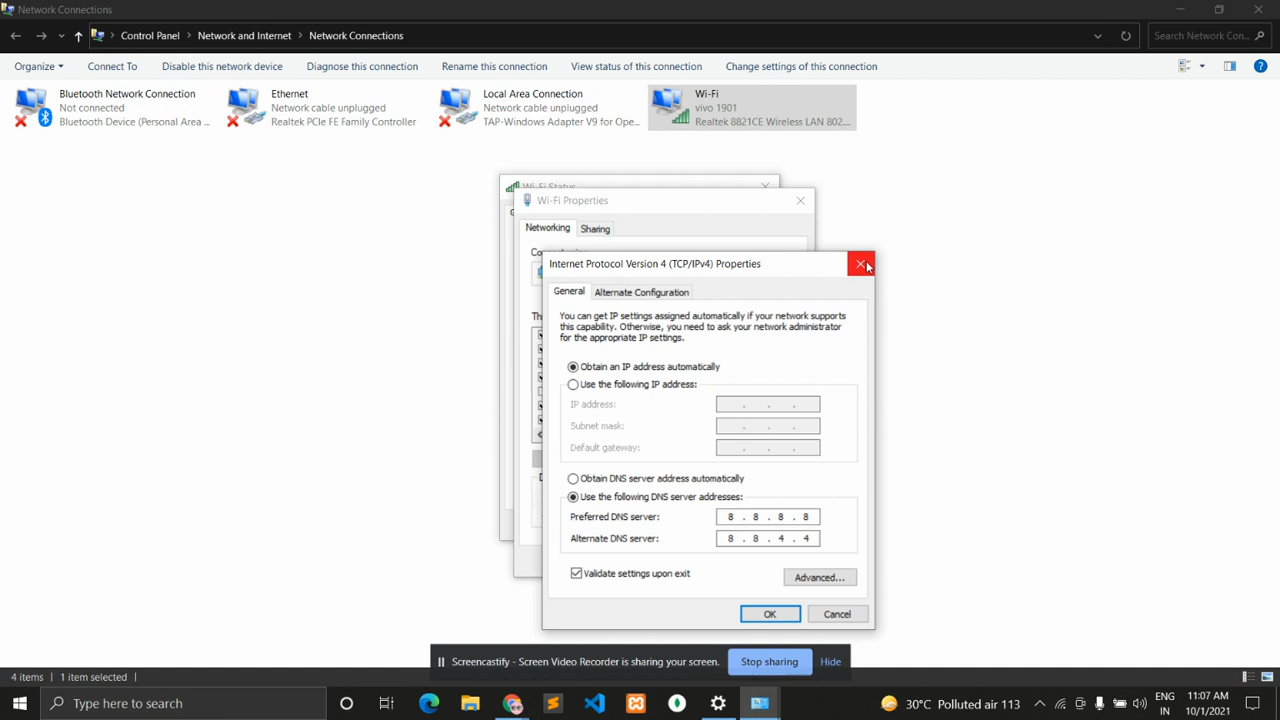 Network Connections
Control Panel > Network and Internet > Network Connections
Search Network Con...
Organize Connect To Disable this network device Diagnose this connection Rename this connection View status of this connection Change settings of this connection
Bluetooth Network Connection
Not connected
Bluetooth Device (Personal Area ...
Ethernet
Network cable unplugged
Realtek PCIe FE Family Controller
Local Area Connection
Network cable unplugged
TAP-Windows Adapter V9 for Ope...
Wi-Fi
vivo 1901
Realtek 8821CE Wireless LAN 802....
Wi-Fi Status
Wi-Fi Properties
Networking Sharing
Internet Protocol Version 4 (TCP/IPv4) Properties
General Alternate Configuration
You can get IP settings assigned automatically if your network supports
this capability. Otherwise, you need to ask your network administrator
for the appropriate IP settings.
Obtain an IP address automatically
Use the following IP address:
IP address: . . .
Subnet mask: . . .
Default gateway: . . .
Obtain DNS server address automatically
Use the following DNS server addresses:
Preferred DNS server: 8 . 8 . 8 . 8
Alternate DNS server: 8 . 8 . 4 . 4
Validate settings upon exit
Advanced...
OK Cancel
Screencastify - Screen Video Recorder is sharing your screen. Stop sharing Hide
4 items 1 item selected
Type here to search
30°C Polluted air 113
ENG
IN
11:07 AM
10/1/2021